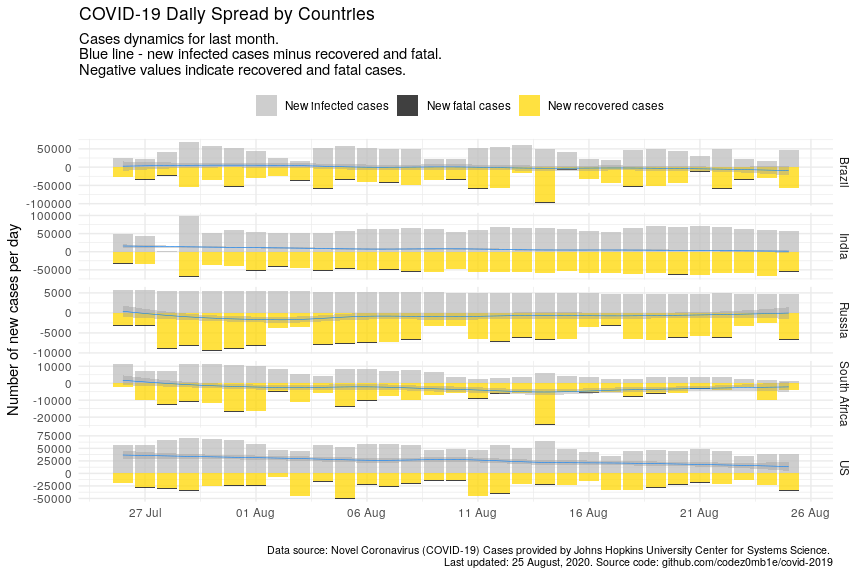 COVID-19 Daily Spread by Countries
Cases dynamics for last month.
Blue line - new infected cases minus recovered and fatal.
Negative values indicate recovered and fatal cases.
New infected cases New fatal cases New recovered cases
Number of new cases per day
50000
0
-50000
-100000
Brazil
100000
50000
0
-50000
India
5000
0
-5000
-10000
Russia
10000
0
-10000
-20000
South Africa
75000
50000
25000
0
-25000
-50000
US
27 Jul 01 Aug 06 Aug 11 Aug 16 Aug 21 Aug 26 Aug
Data source: Novel Coronavirus (COVID-19) Cases provided by Johns Hopkins University Center for Systems Science.
Last updated: 25 August, 2020. Source code: github.com/codez0mb1e/covid-2019